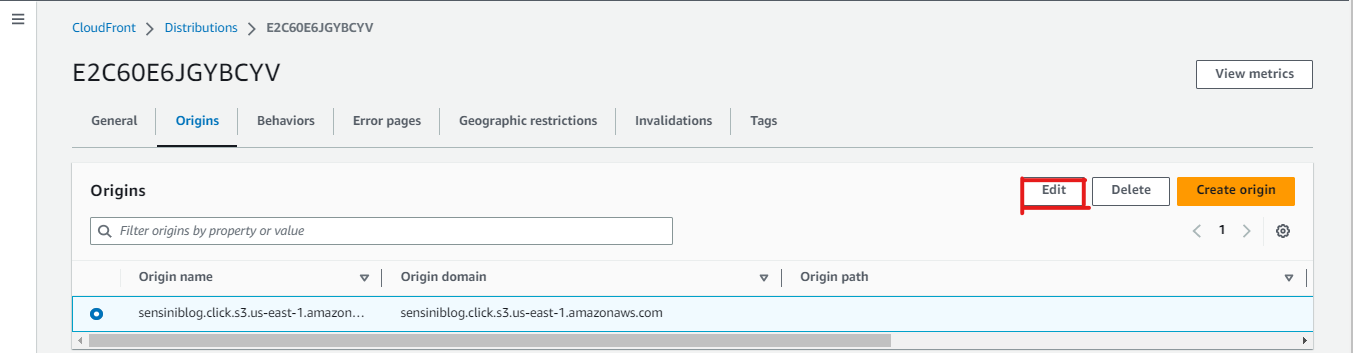 CloudFront > Distributions > E2C60E6JGYBCYV
E2C60E6JGYBCYV
View metrics
General Origins Behaviors Error pages Geographic restrictions Invalidations Tags
Origins
Edit Delete Create origin
Filter origins by property or value
1
Origin name Origin domain Origin path
sensiniblog.click.s3.us-east-1.amazon... sensiniblog.click.s3.us-east-1.amazonaws.com